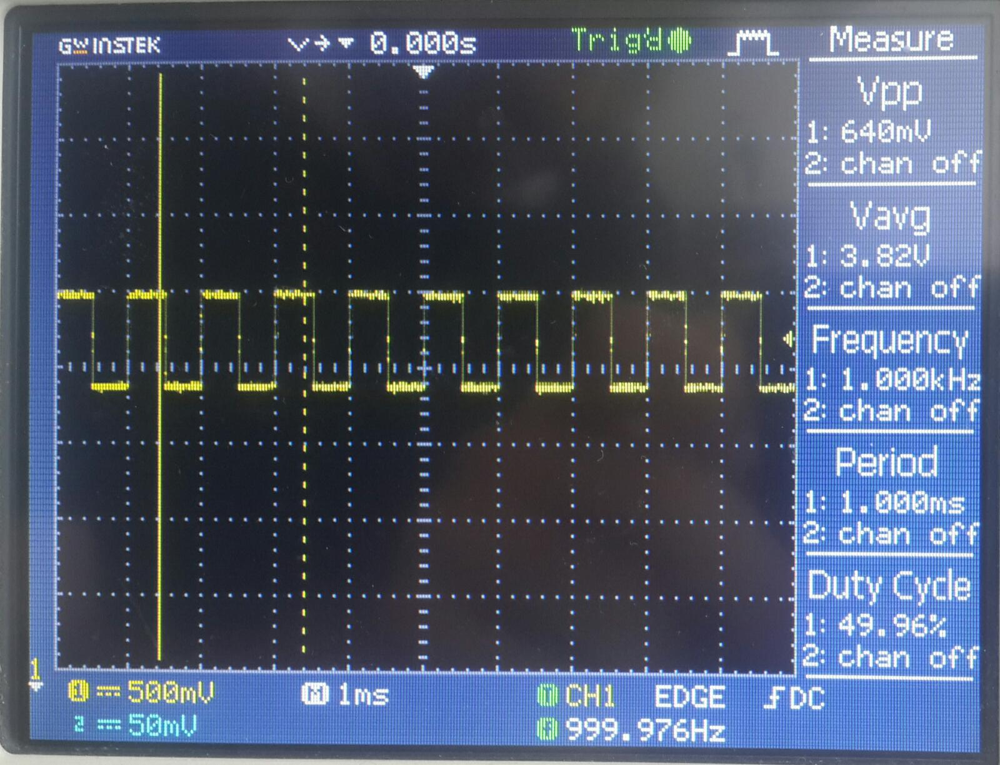 GW INSTEK 0.000s Trig'd Measure
Vpp
1: 640mV
2: chan off
Vavg
1: 3.82V
2: chan off
Frequency
1: 1.000kHz
2: chan off
Period
1: 1.000ms
2: chan off
Duty Cycle
1: 49.96%
2: chan off
1
1 500mV M 1ms T CH1 EDGE DC
2 50mV f 999.976Hz